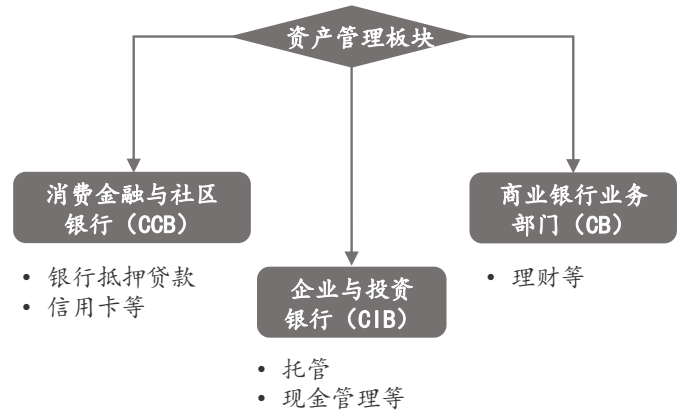 资产管理板块
消费金融与社区
银行（CCB）
• 银行抵押贷款
• 信用卡等
企业与投资
银行（CIB）
• 托管
• 现金管理等
商业银行业务
部门（CB）
• 理财等